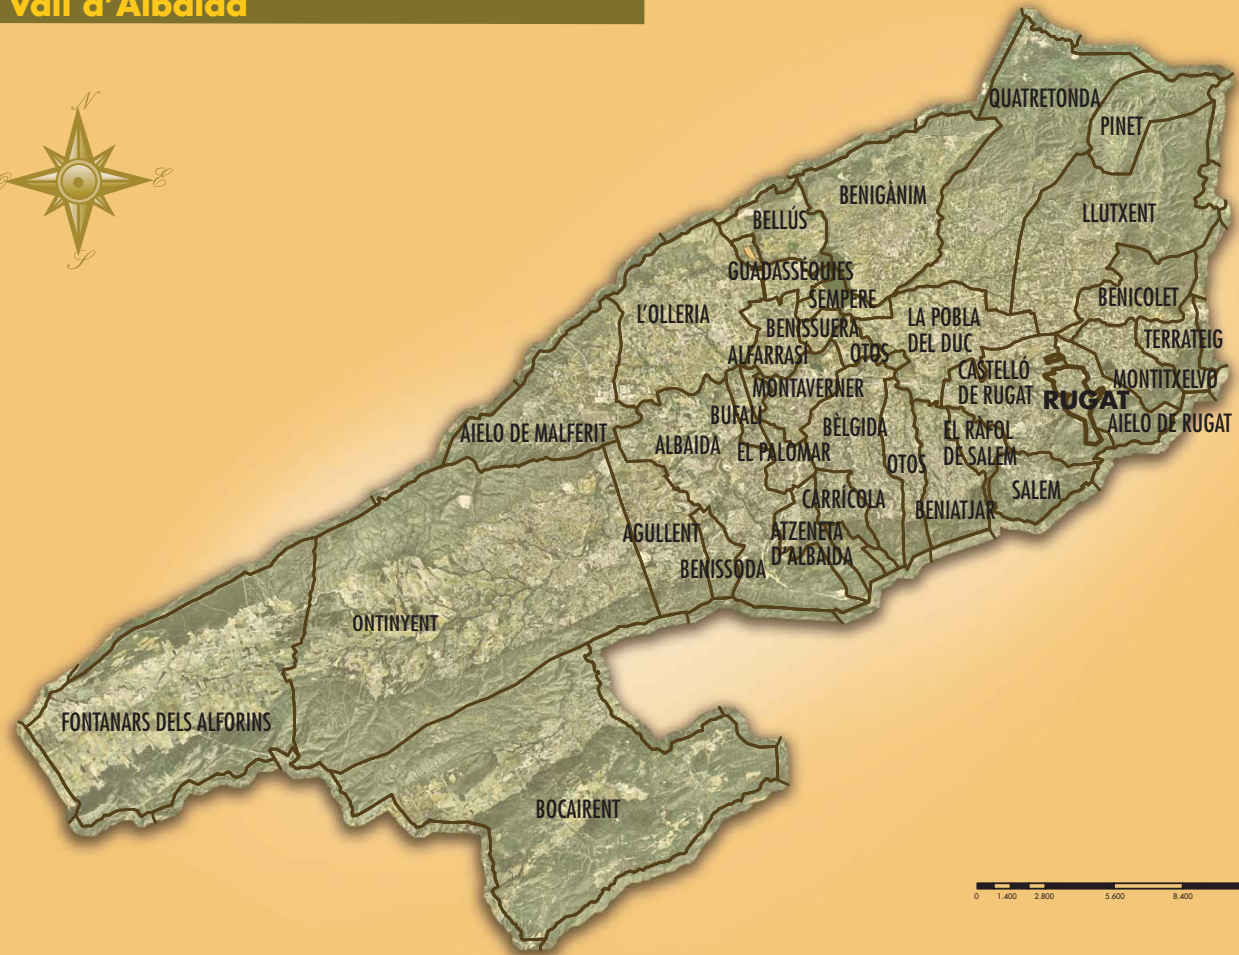 Vall d'Albaida
N
E
S
O
QUATRETONDA
PINET
BENIGÀNIM
LLUTXENT
BELLÚS
GUADASSÉQUIES
SEMPERE
BENICOLET
L'OLLERIA
BENISSUERA
LA POBLA
DEL DUC
TERRATEIG
ALFARRASÍ
OTOS
CASTELLÓ
DE RUGAT
MONTITXELVO
MONTAVERNER
RUGAT
BUFALI
AIELO DE RUGAT
AIELO DE MALFERIT
ALBAIDA
EL PALOMAR
BÈLGIDA
EL RÀFOL
DE SALEM
OTOS
SALEM
CARRÍCOLA
BENIATJAR
AGULLENT
ATZENETA
D'ALBAIDA
BENISSODA
ONTINYENT
FONTANARS DELS ALFORINS
BOCAIRENT
0 1.400 2.800 5.600 8.400